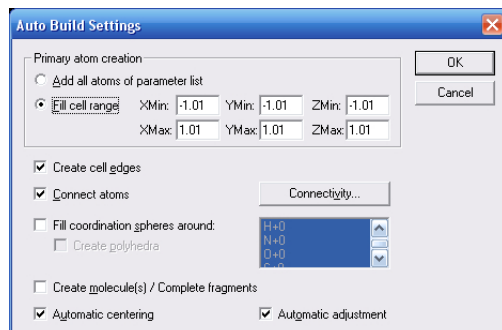 Auto Build Settings
Primary atom creation
Add all atoms of parameter list
Fill cell range XMin: -1.01 YMin: -1.01 ZMin: -1.01
XMax: 1.01 YMax: 1.01 ZMax: 1.01
OK
Cancel
Create cell edges
Connect atoms
Connectivity...
Fill coordination spheres around:
Create polyhedra
H+0
N+0
O+0
Create molecule(s) / Complete fragments
Automatic centering Automatic adjustment